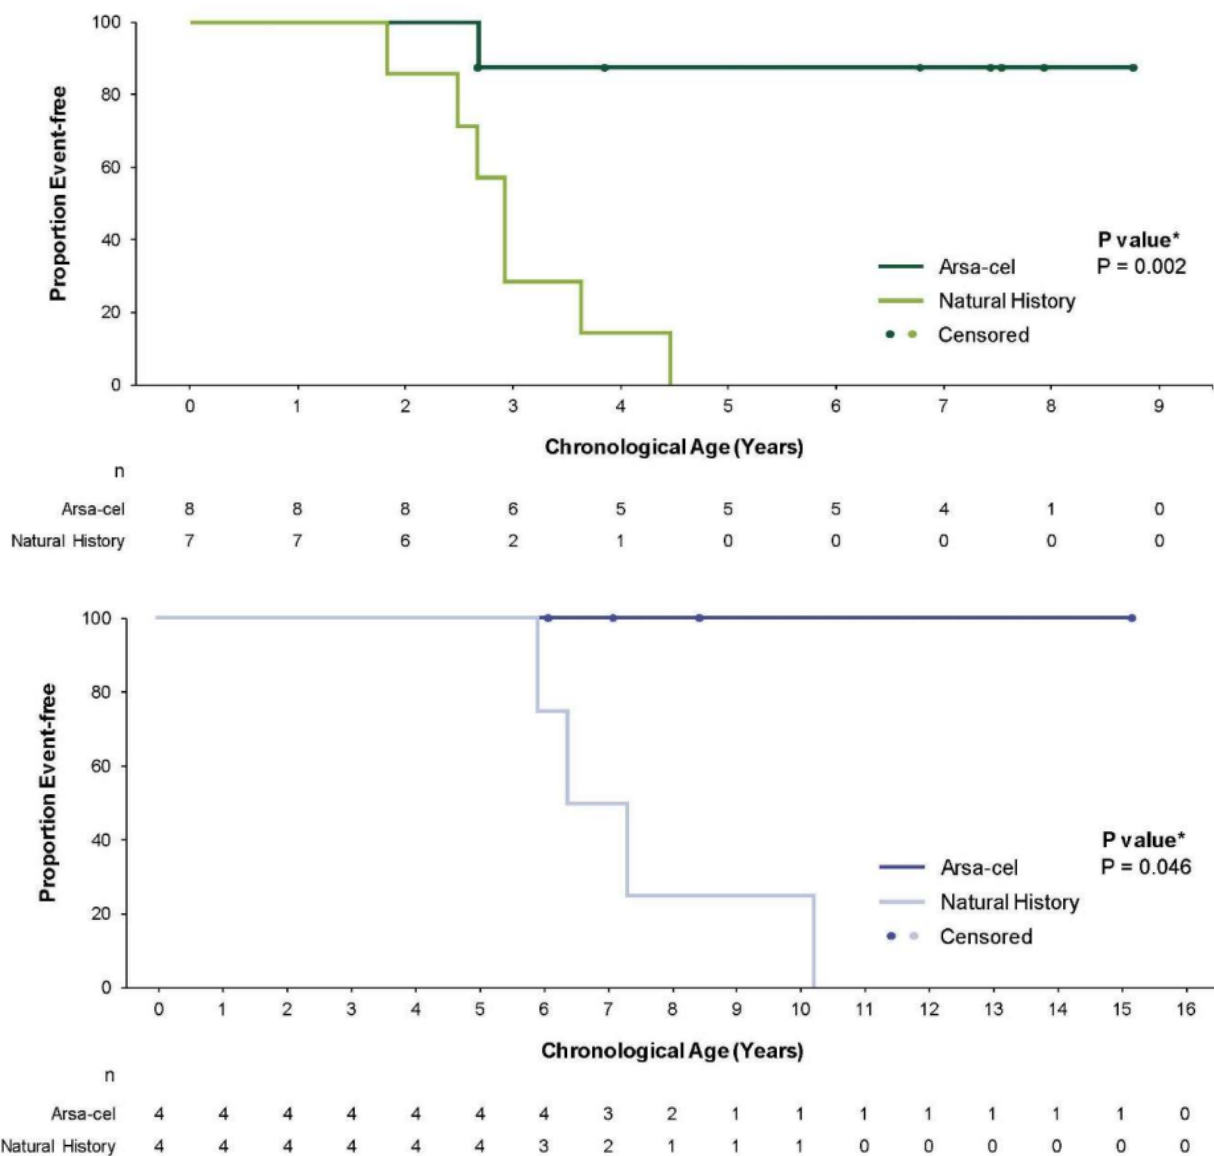 100
80
60
40
20
0
Proportion Event-free
P value*
P = 0.002
Arsa-cel
Natural History
Censored
0 1 2 3 4 5 6 7 8 9
Chronological Age (Years)
n
Arsa-cel 8 8 8 6 5 5 5 4 1 0
Natural History 7 7 6 2 1 0 0 0 0 0
100
80
60
40
20
0
Proportion Event-free
P value*
P = 0.046
Arsa-cel
Natural History
Censored
0 1 2 3 4 5 6 7 8 9 10 11 12 13 14 15 16
Chronological Age (Years)
n
Arsa-cel 4 4 4 4 4 4 4 3 2 1 1 1 1 1 1 1 0
Natural History 4 4 4 4 4 4 3 2 1 1 1 0 0 0 0 0 0